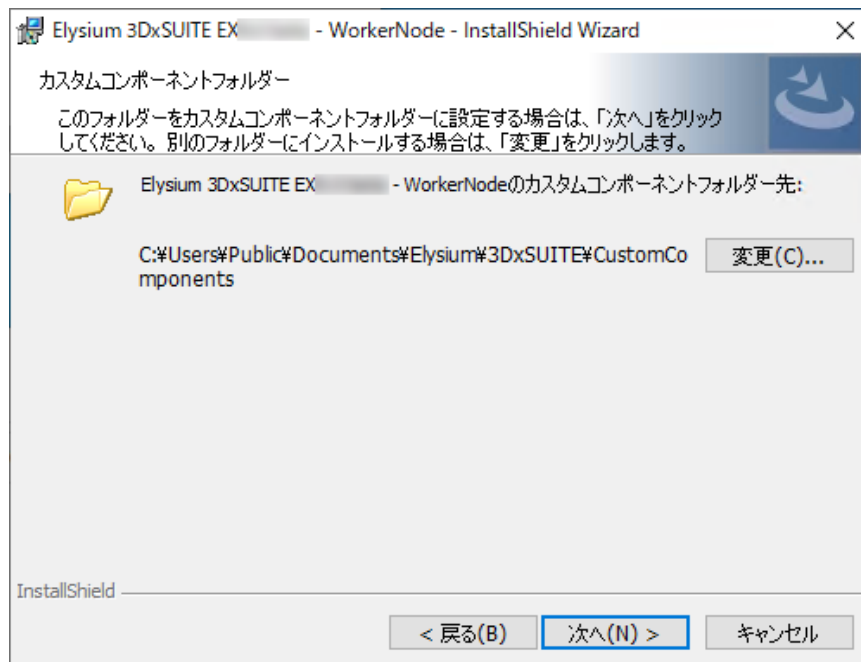 Elysium 3DxSUITE EX - WorkerNode - InstallShield Wizard
カスタムコンポーネントフォルダー
このフォルダーをカスタムコンポーネントフォルダーに設定する場合は、「次へ」をクリック
してください。別のフォルダーにインストールする場合は、「変更」をクリックします。
Elysium 3DxSUITE EX - WorkerNodeのカスタムコンポーネントフォルダー先:
C:¥Users¥Public¥Documents¥Elysium¥3DxSUITE¥CustomCo
mponents
変更(C)...
InstallShield
< 戻る(B)
次へ(N) >
キャンセル